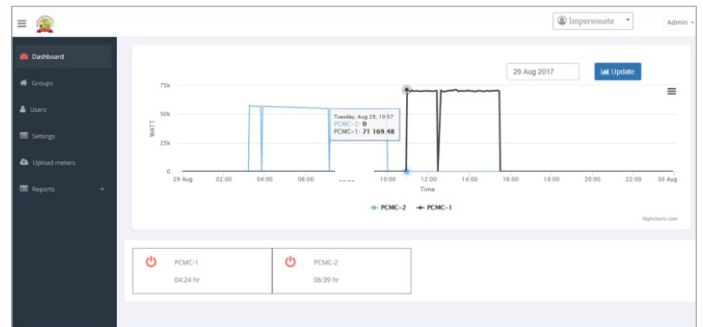 Impersonate
Admin
Dashboard
Groups
Users
Settings
Upload meters
Reports
29 Aug 2017
Update
75k
50k
25k
0
WATT
Tuesday, Aug 29, 10:57
PCMC-2: 0
PCMC-1: 71 169.48
29 Aug 02:00 04:00 06:00 10:00 12:00 14:00 16:00 18:00 20:00 22:00 30 Aug
Time
PCMC-2 PCMC-1
Highcharts.com
PCMC-1
04:24 hr
PCMC-2
06:39 hr